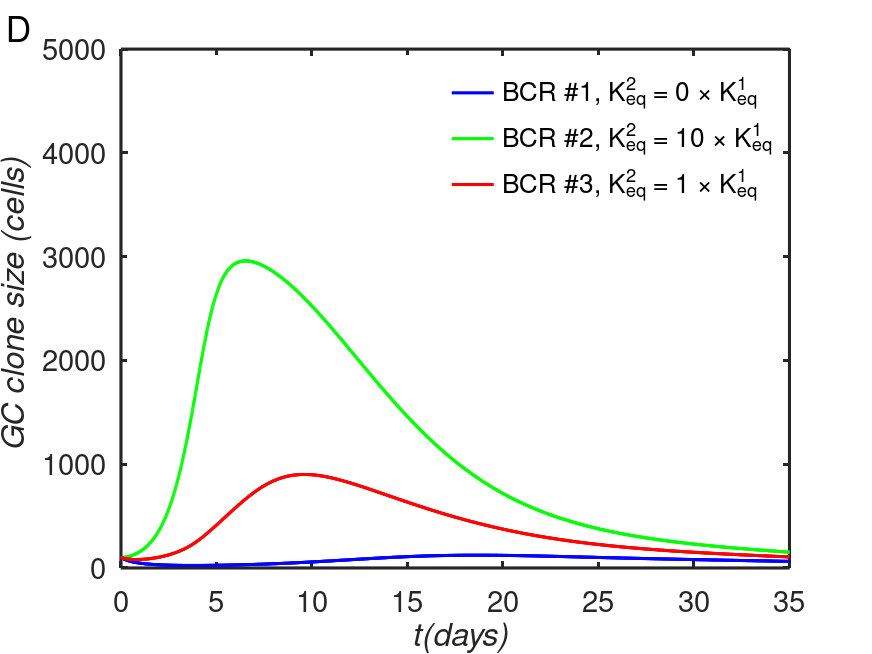 D
5000
4000
3000
2000
1000
0
GC clone size (cells)
BCR #1, K²eq = 0 × K¹eq
BCR #2, K²eq = 10 × K¹eq
BCR #3, K²eq = 1 × K¹eq
0 5 10 15 20 25 30 35
t(days)